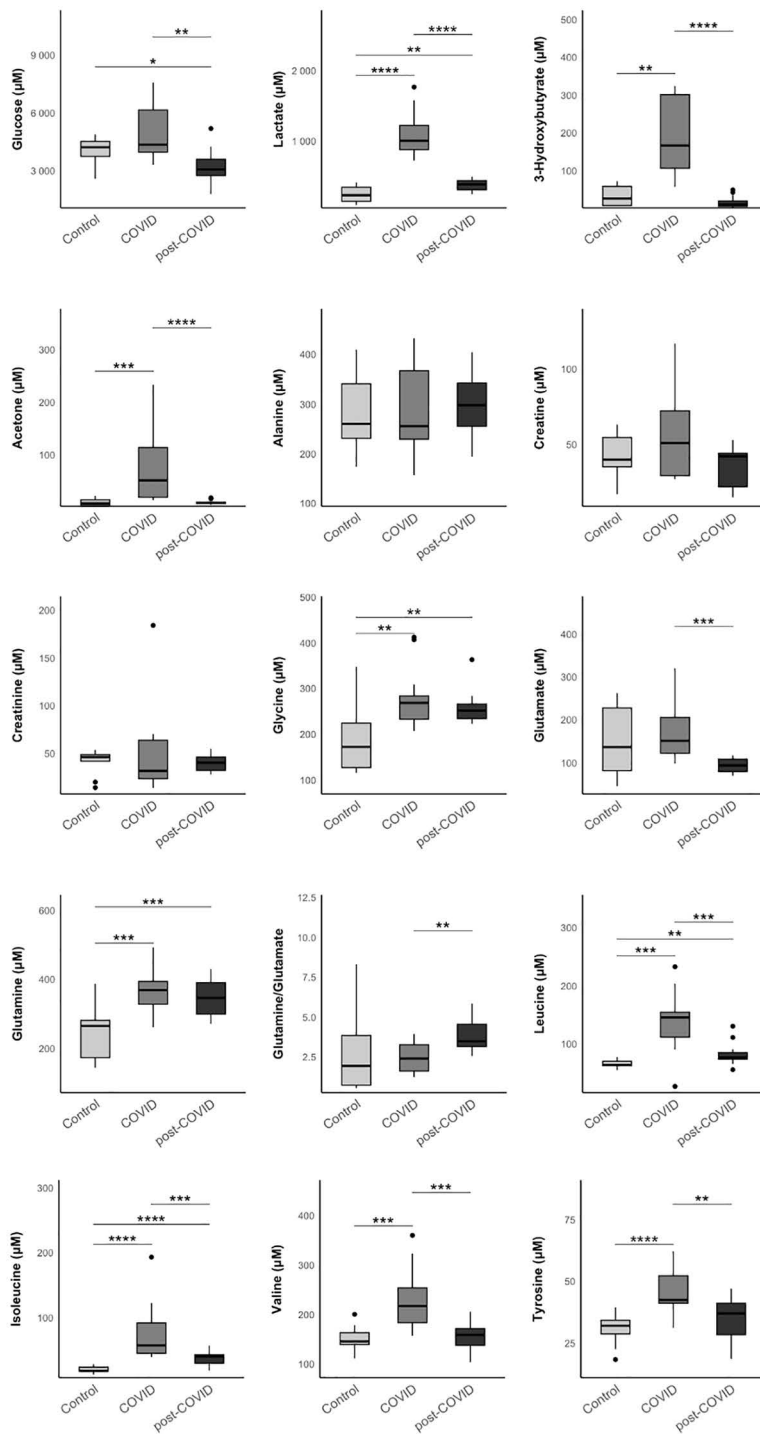 **
*
9 000
6 000
3 000
Glucose (µM)
Control
COVID
post-COVID
****
**
****
2 000
1 000
Lactate (µM)
Control
COVID
post-COVID
****
**
500
400
300
200
100
3-Hydroxybutyrate (µM)
Control
COVID
post-COVID
****
***
300
200
100
Acetone (µM)
Control
COVID
post-COVID
400
300
200
100
Alanine (µM)
Control
COVID
post-COVID
100
50
Creatine (µM)
Control
COVID
post-COVID
200
150
100
50
Creatinine (µM)
Control
COVID
post-COVID
**
**
500
400
300
200
100
Glycine (µM)
Control
COVID
post-COVID
***
400
300
200
100
Glutamate (µM)
Control
COVID
post-COVID
***
***
600
400
200
Glutamine (µM)
Control
COVID
post-COVID
**
12.5
10.0
7.5
5.0
2.5
Glutamine/Glutamate
Control
COVID
post-COVID
***
**
***
300
200
100
Leucine (µM)
Control
COVID
post-COVID
***
****
****
300
200
100
Isoleucine (µM)
Control
COVID
post-COVID
***
***
400
300
200
100
Valine (µM)
Control
COVID
post-COVID
**
****
75
50
25
Tyrosine (µM)
Control
COVID
post-COVID